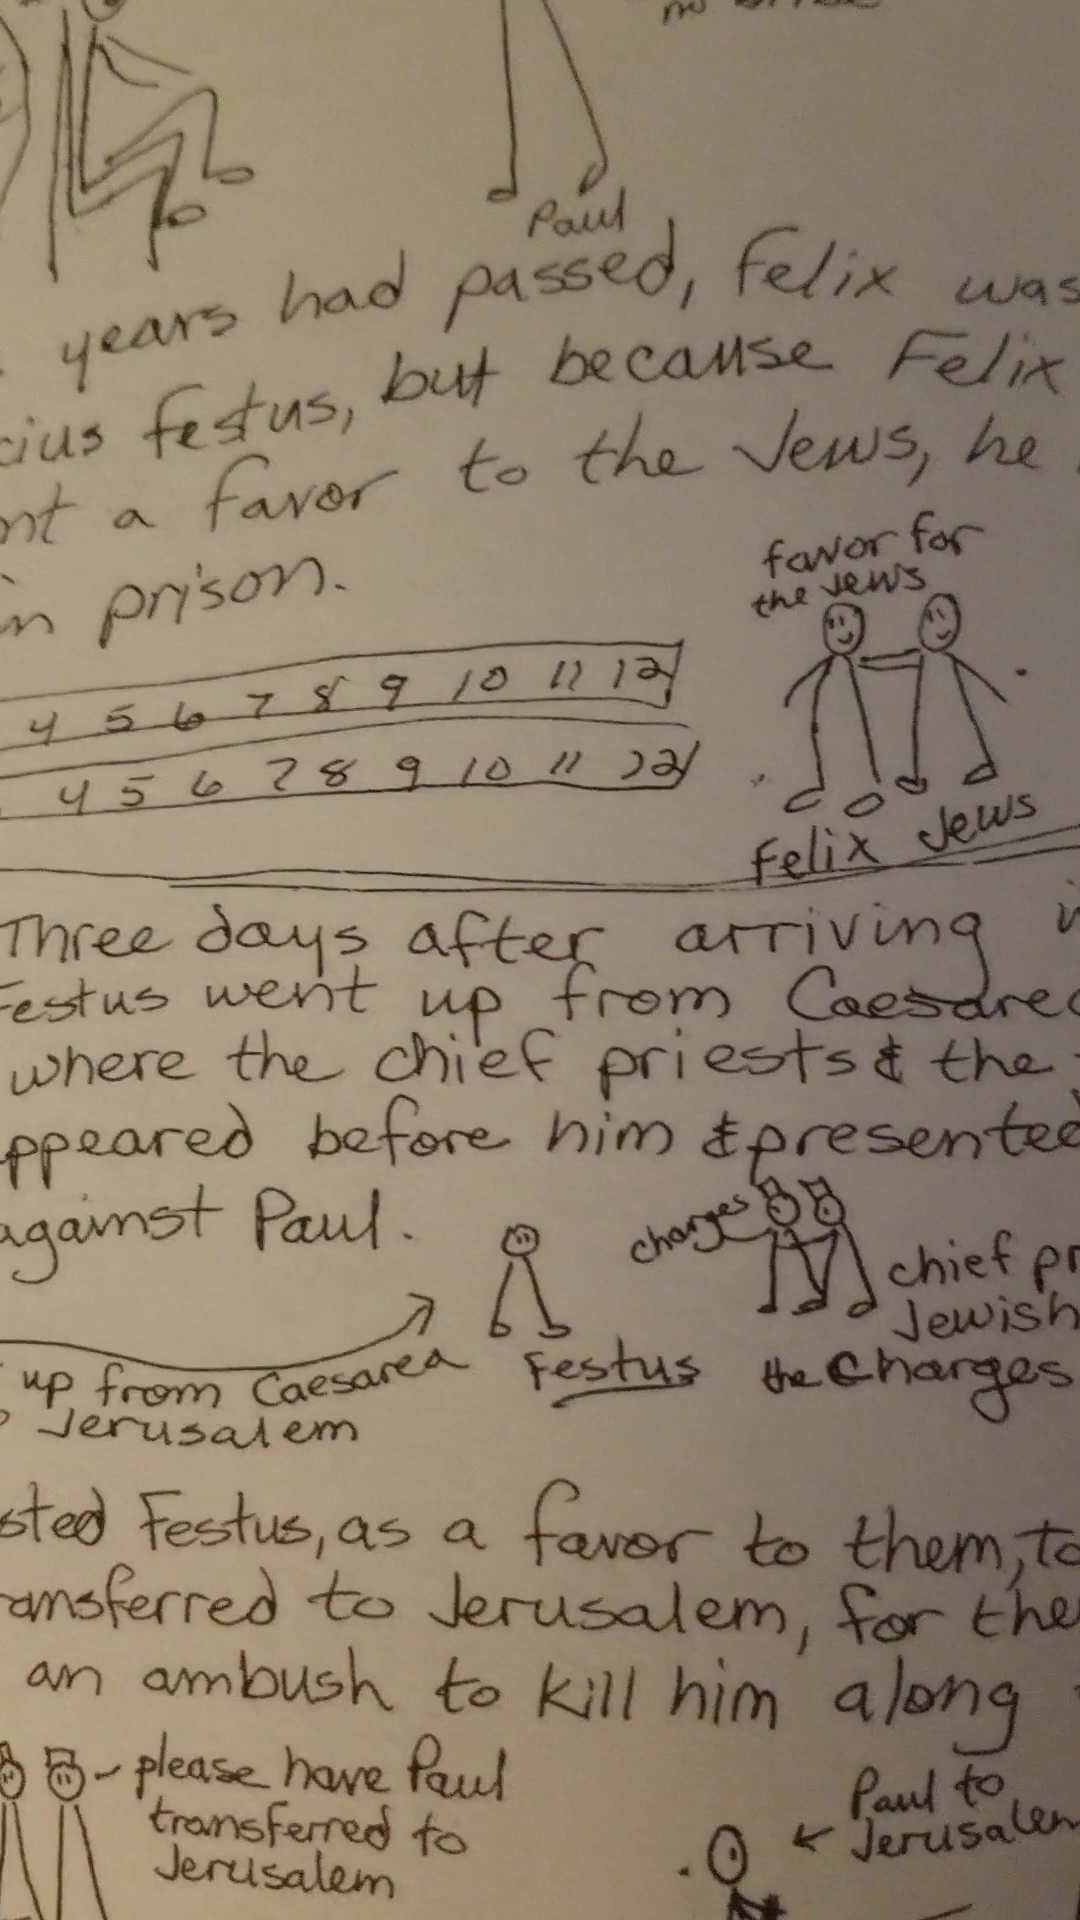 Paul
years had passed, Felix was
cius Festus, but because Felix
nt a favor to the Jews, he
in prison.
favor for
the Jews
4 5 6 7 8 9 10 11 12
4 5 6 7 8 9 10 11 12
Felix Jews
Three days after arriving i
Festus went up from Caesarea
where the chief priests & the
ppeared before him & presented
against Paul.
charges
chief pr
Jewish
up from Caesarea
Jerusalem
Festus
the Charges
sted Festus, as a favor to them, to
ansferred to Jerusalem, for the
an ambush to kill him along
please have Paul
transferred to
Jerusalem
Paul to
Jerusalem